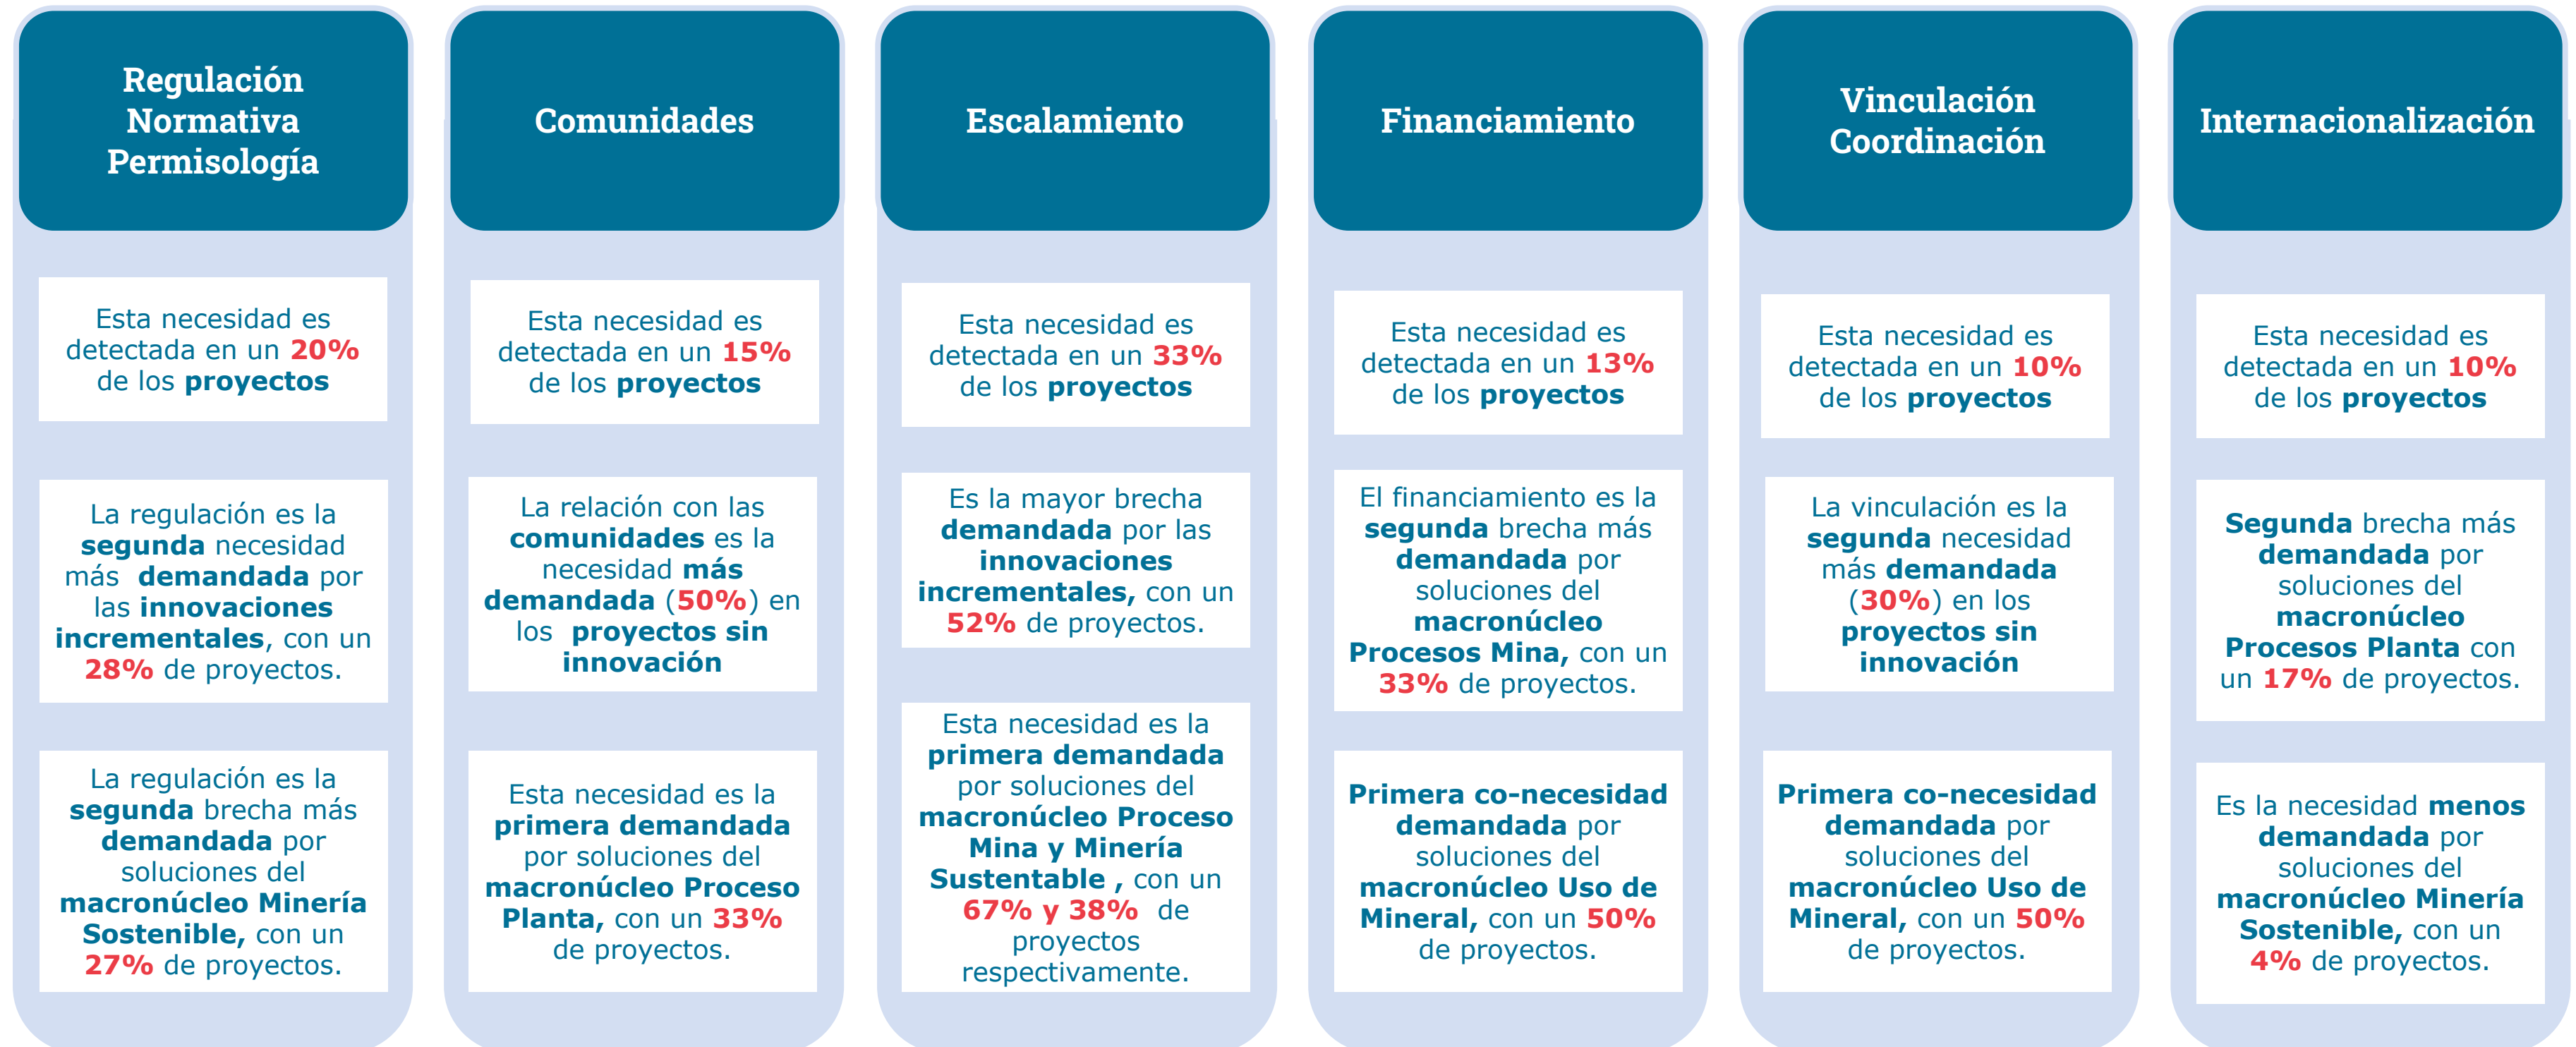 Regulación
Normativa
Permisología
Esta necesidad es
detectada en un 20%
de los proyectos
La regulación es la
segunda necesidad
más demandada por
las innovaciones
incrementales, con un
28% de proyectos.
La regulación es la
segunda brecha más
demandada por
soluciones del
macronúcleo Minería
Sostenible, con un
27% de proyectos.
Comunidades
Esta necesidad es
detectada en un 15%
de los proyectos
La relación con las
comunidades es la
necesidad más
demandada (50%) en
los proyectos sin
innovación
Esta necesidad es la
primera demandada
por soluciones del
macronúcleo Proceso
Planta, con un 33%
de proyectos.
Escalamiento
Esta necesidad es
detectada en un 33%
de los proyectos
Es la mayor brecha
demandada por las
innovaciones
incrementales, con un
52% de proyectos.
Esta necesidad es la
primera demandada
por soluciones del
macronúcleo Proceso
Mina y Minería
Sustentable , con un
67% y 38% de
proyectos
respectivamente.
Financiamiento
Esta necesidad es
detectada en un 13%
de los proyectos
El financiamiento es la
segunda brecha más
demandada por
soluciones del
macronúcleo
Procesos Mina, con un
33% de proyectos.
Primera co-necesidad
demandada por
soluciones del
macronúcleo Uso de
Mineral, con un 50%
de proyectos.
Vinculación
Coordinación
Esta necesidad es
detectada en un 10%
de los proyectos
La vinculación es la
segunda necesidad
más demandada
(30%) en los
proyectos sin
innovación
Primera co-necesidad
demandada por
soluciones del
macronúcleo Uso de
Mineral, con un 50%
de proyectos.
Internacionalización
Esta necesidad es
detectada en un 10%
de los proyectos
Segunda brecha más
demandada por
soluciones del
macronúcleo
Procesos Planta con
un 17% de proyectos.
Es la necesidad menos
demandada por
soluciones del
macronúcleo Minería
Sostenible, con un
4% de proyectos.